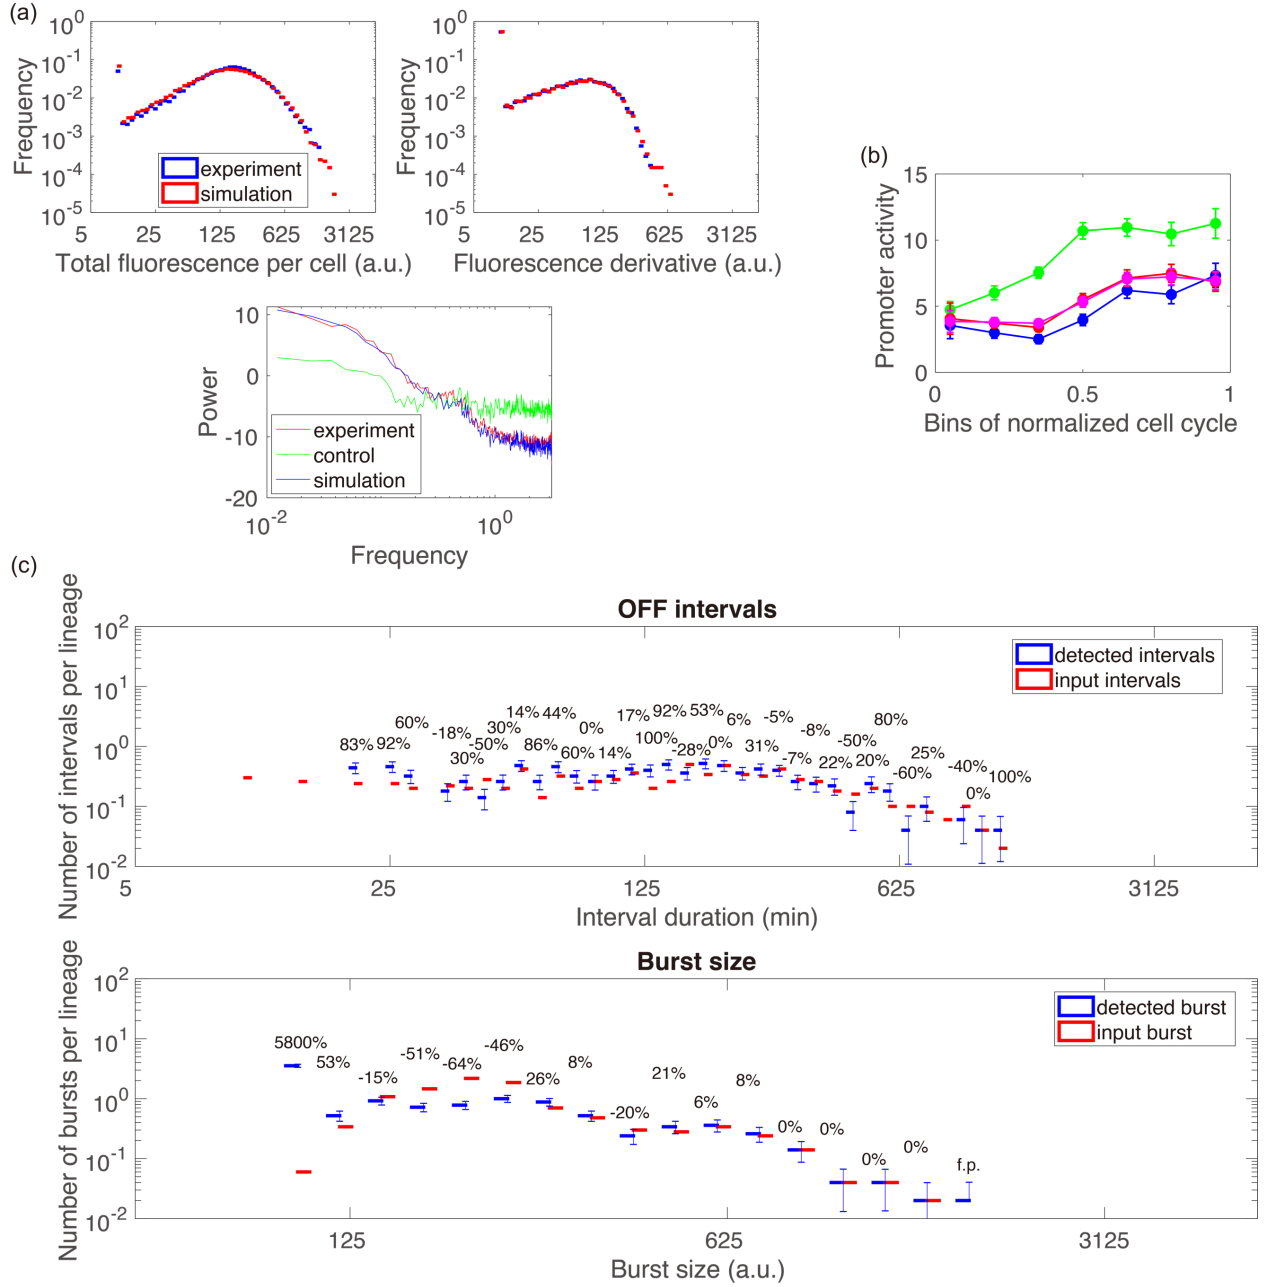 (a)
10^0
10^-1
10^-2
10^-3
10^-4
10^-5
Frequency
experiment
simulation
5 25 125 625 3125
Total fluorescence per cell (a.u.)
10^0
10^-1
10^-2
10^-3
10^-4
10^-5
Frequency
5 25 125 625 3125
Fluorescence derivative (a.u.)
10
0
-10
-20
Power
experiment
control
simulation
10^-2 10^0
Frequency
(b)
15
10
5
0
Promoter activity
0 0.5 1
Bins of normalized cell cycle
(c)
OFF intervals
Number of intervals per lineage
10^2
10^1
10^0
10^-1
10^-2
detected intervals
input intervals
83% 92% 60% -18% 30% -50% 30% 14% 86% 44% 60% 0% 14% 17% 100% 92% -28% 53% 0% 6% 31% -5% -7% -8% 22% -50% 20% 80% -60% 25% -40% 0% 100%
5 25 125 625 3125
Interval duration (min)
Burst size
Number of bursts per lineage
10^2
10^1
10^0
10^-1
10^-2
detected burst
input burst
5800% 53% -15% -51% -64% -46% 26% 8% -20% 21% 6% 8% 0% 0% 0% 0% f.p.
125 625 3125
Burst size (a.u.)